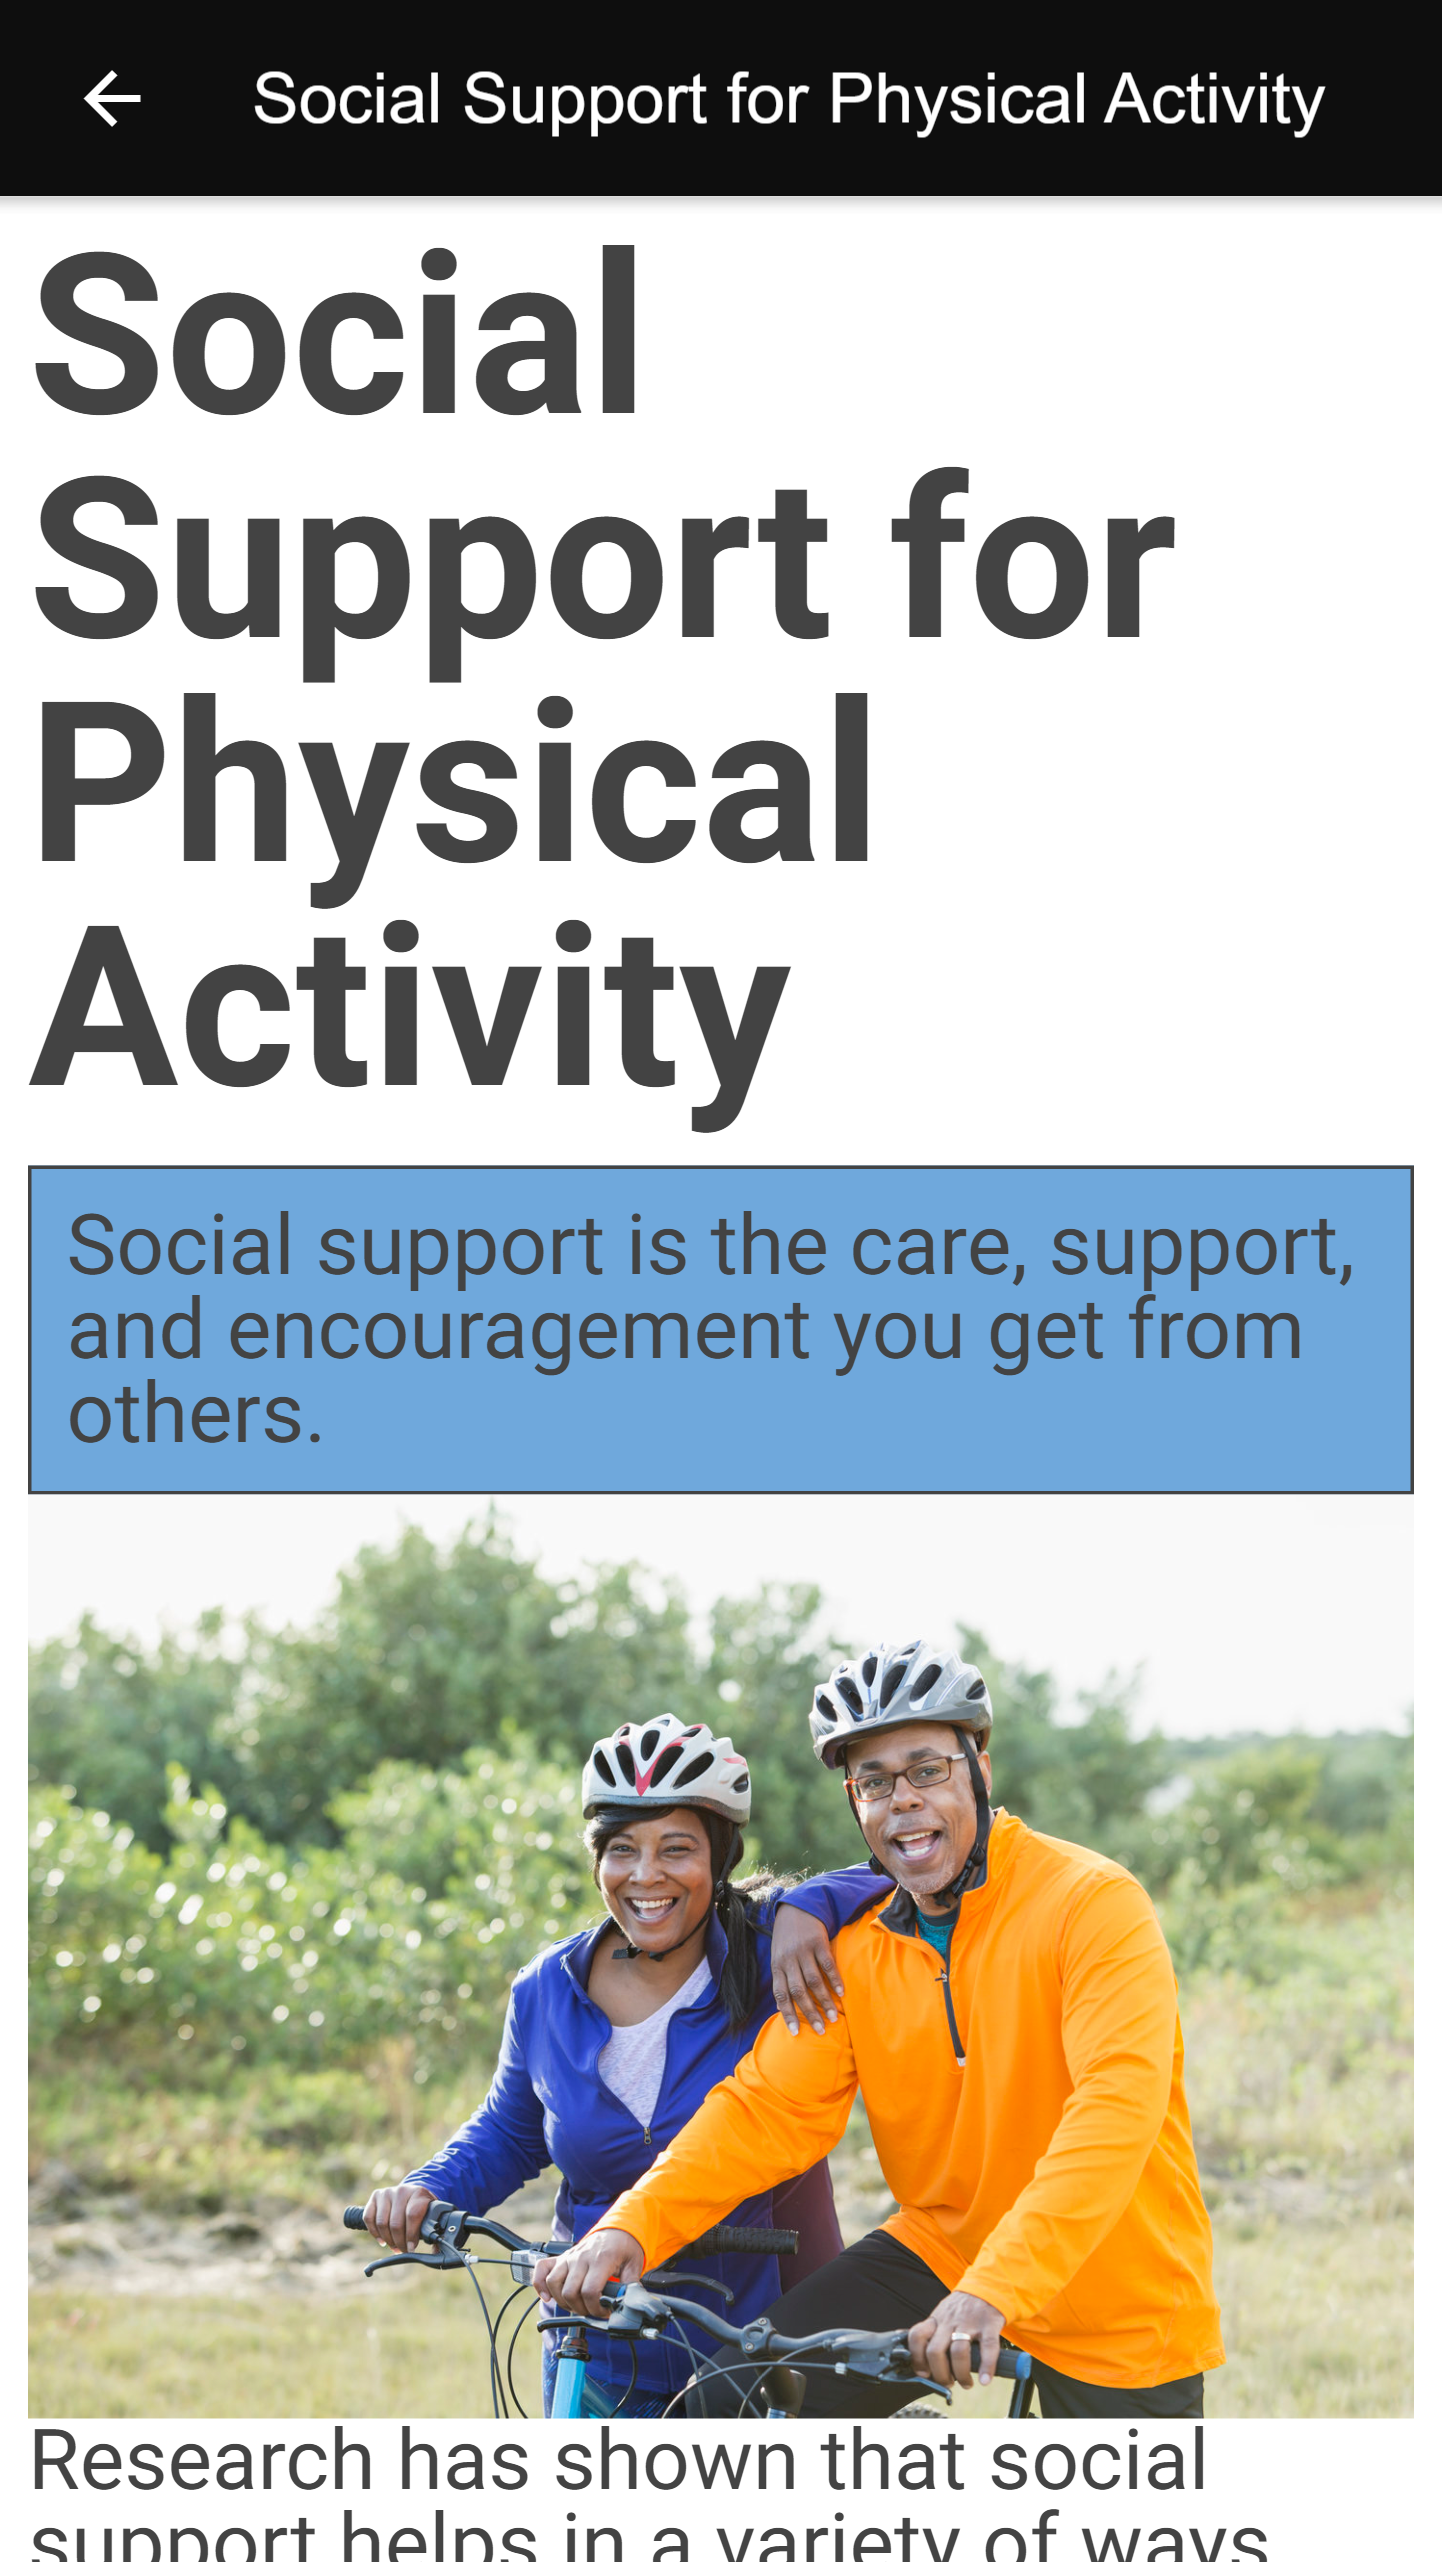 Social Support for Physical Activity
Social
Support for
Physical
Activity
Social support is the care, support,
and encouragement you get from
others.
Research has shown that social
support helps in a variety of ways